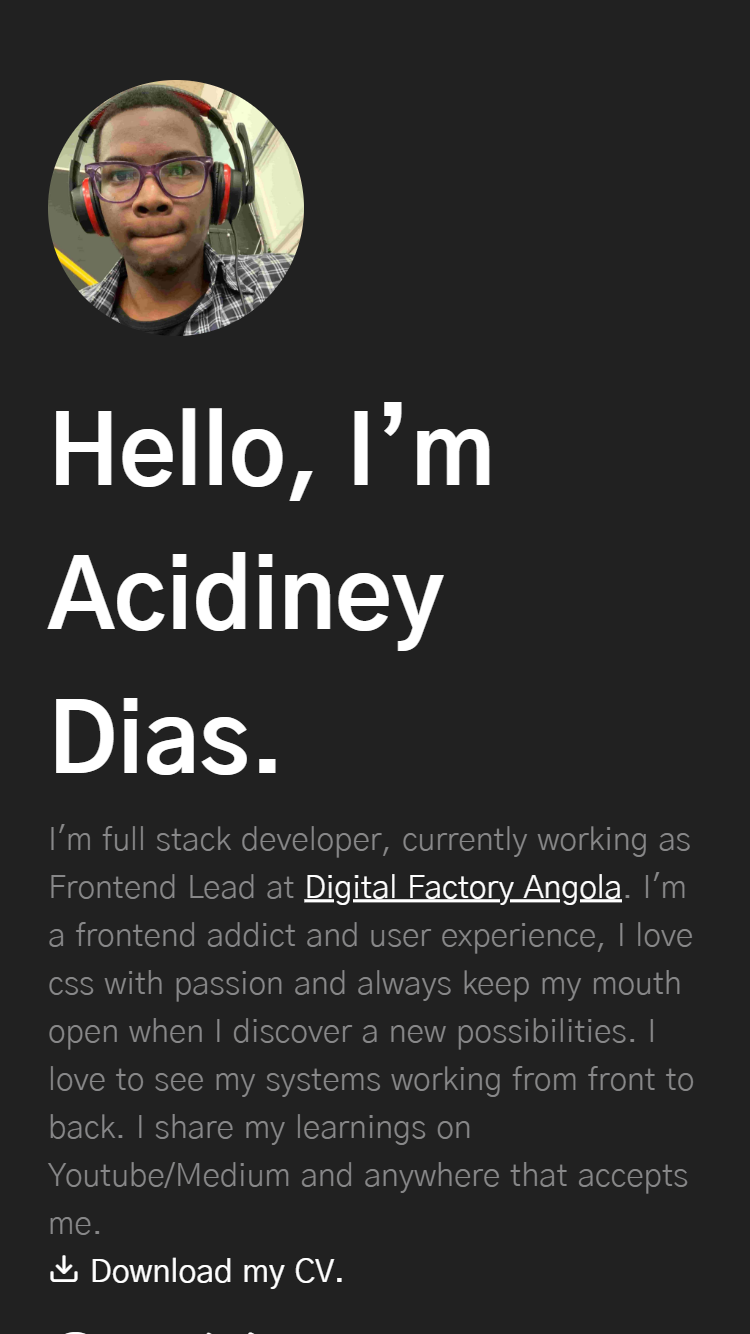 Hello, I’m
Acidiney
Dias.
I’m full stack developer, currently working as
Frontend Lead at Digital Factory Angola. I’m
a frontend addict and user experience, I love
css with passion and always keep my mouth
open when I discover a new possibilities. I
love to see my systems working from front to
back. I share my learnings on
Youtube/Medium and anywhere that accepts
me.
Download my CV.